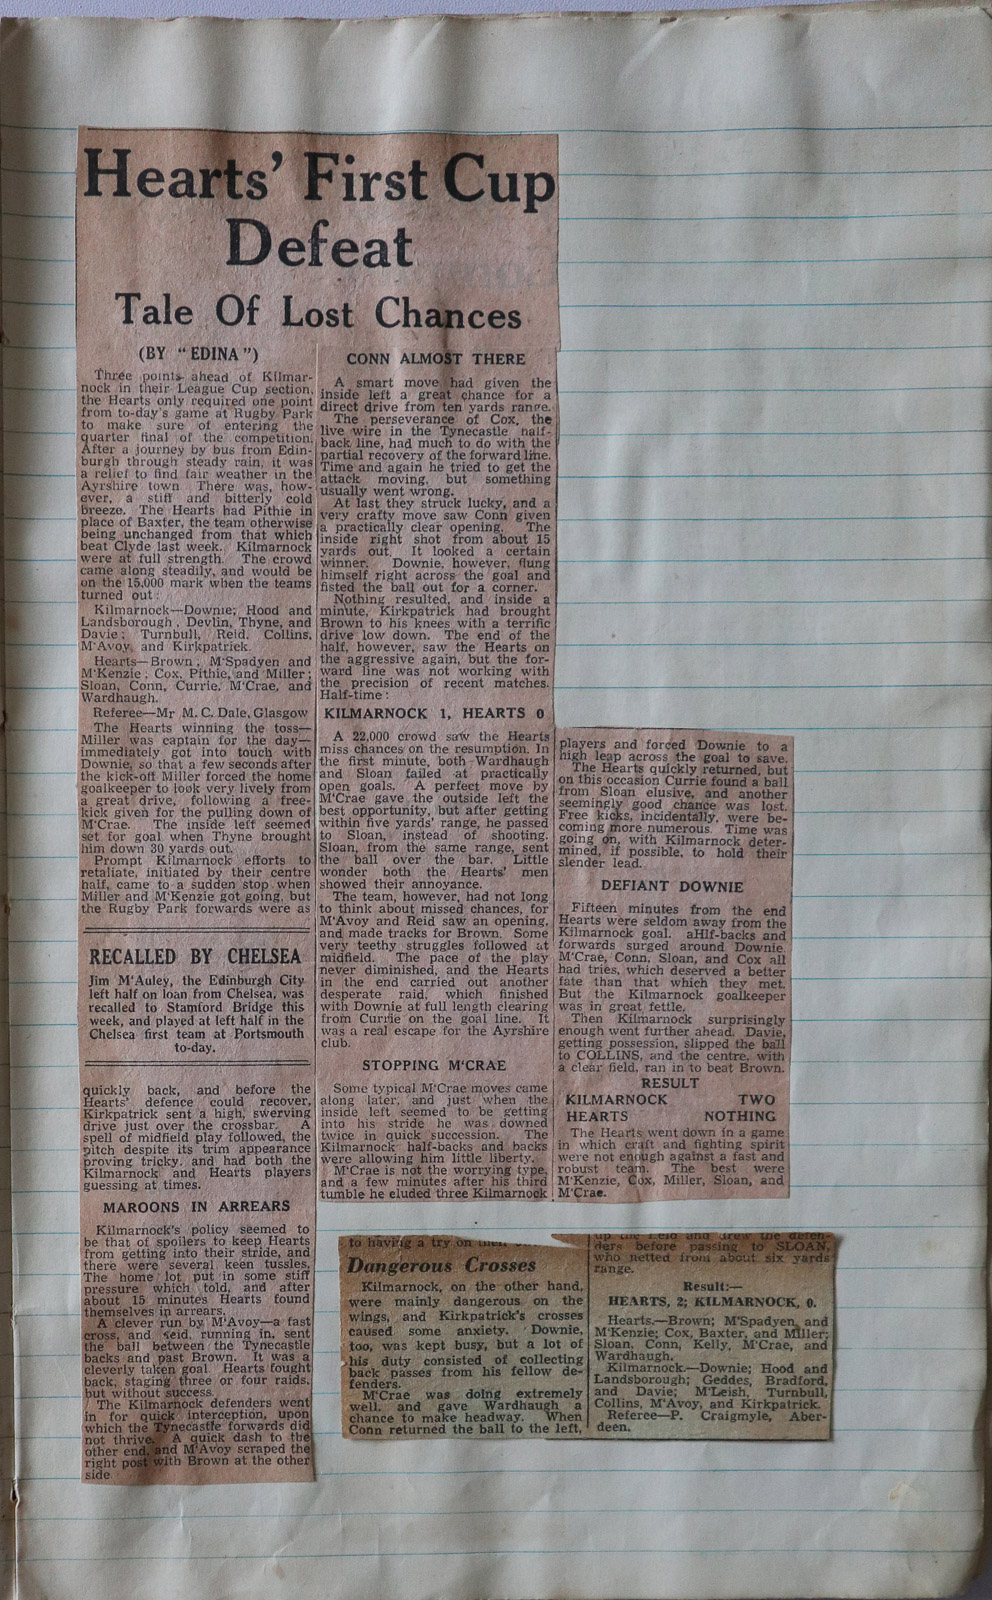 Hearts' First Cup
Defeat
Tale Of Lost Chances
(BY "EDINA")
Three points ahead of Kilmar-
nock in their League Cup section,
the Hearts only required one point
from to-day's game at Rugby Park
to make sure of entering the
quarter final of the competition.
After a journey by bus from Edin-
burgh through steady rain, it was
a relief to find fair weather in the
Ayrshire town. There was, how-
ever, a stiff and bitterly cold
breeze. The Hearts had Pithie in
place of Baxter, the team otherwise
being unchanged from that which
beat Clyde last week. Kilmarnock
were at full strength. The crowd
came along steadily, and would be
on the 15,000 mark when the teams
turned out:
Kilmarnock—Downie; Hood and
Landsborough; Devlin, Thyne, and
Davie; Turnbull, Reid, Collins,
M'Avoy, and Kirkpatrick.
Hearts—Brown; M'Spadyen and
M'Kenzie; Cox, Pithie, and Miller;
Sloan, Conn, Currie, M'Crae, and
Wardhaugh.
Referee—Mr M. C. Dale, Glasgow
The Hearts winning the toss—
Miller was captain for the day—
immediately got into touch with
Downie, so that a few seconds after
the kick-off Miller forced the home
goalkeeper to look very lively from
a great drive, following a free-
kick given for the pulling down of
M'Crae. The inside left seemed
set for goal when Thyne brought
him down 30 yards out.
Prompt Kilmarnock efforts to
retaliate, initiated by their centre
half, came to a sudden stop when
Miller and M'Kenzie got going, but
the Rugby Park forwards were as
RECALLED BY CHELSEA
Jim M'Auley, the Edinburgh City
left half on loan from Chelsea, was
recalled to Stamford Bridge this
week, and played at left half in the
Chelsea first team at Portsmouth
to-day.
quickly back, and before the
Hearts' defence could recover,
Kirkpatrick sent a high, swerving
drive just over the crossbar. A
spell of midfield play followed, the
pitch despite its trim appearance
proving tricky, and had both the
Kilmarnock and Hearts players
guessing at times.
MAROONS IN ARREARS
Kilmarnock's policy seemed to
be that of spoilers to keep Hearts
from getting into their stride, and
there were several keen tussles.
The home lot put in some stiff
pressure which told, and after
about 15 minutes Hearts found
themselves in arrears.
A clever run by M'Avoy—a fast
cross, and Reid, running in, sent
the ball between the Tynecastle
backs and past Brown. It was a
cleverly taken goal. Hearts fought
back, staging three or four raids,
but without success.
The Kilmarnock defenders went
in for quick interception, upon
which the Tynecastle forwards did
not thrive. A quick dash to the
other end, and M'Avoy scraped the
right post with Brown at the other
side.
CONN ALMOST THERE
A smart move had given the
inside left a great chance for a
direct drive from ten yards range.
The perseverance of Cox, the
live wire in the Tynecastle half-
back line, had much to do with the
partial recovery of the forward line.
Time and again he tried to get the
attack moving, but something
usually went wrong.
At last they struck lucky, and a
very crafty move saw Conn given
a practically clear opening. The
inside right shot from about 15
yards out. It looked a certain
winner. Downie, however, flung
himself right across the goal and
fisted the ball out for a corner.
Nothing resulted, and inside a
minute, Kirkpatrick had brought
Brown to his knees with a terrific
drive low down. The end of the
half, however, saw the Hearts on
the aggressive again, but the for-
ward line was not working with
the precision of recent matches.
Half-time:
KILMARNOCK 1, HEARTS 0
A 22,000 crowd saw the Hearts
miss chances on the resumption. In
the first minute, both Wardhaugh
and Sloan failed at practically
open goals. A perfect move by
M'Crae gave the outside left the
best opportunity, but after getting
within five yards' range, he passed
to Sloan, instead of shooting.
Sloan, from the same range, sent
the ball over the bar. Little
wonder both the Hearts' men
showed their annoyance.
The team, however, had not long
to think about missed chances, for
M'Avoy and Reid saw an opening,
and made tracks for Brown. Some
very teethy struggles followed at
midfield. The pace of the play
never diminished, and the Hearts
in the end carried out another
desperate raid, which finished
with Downie at full length clearing
from Currie on the goal line. It
was a real escape for the Ayrshire
club.
STOPPING M'CRAE
Some typical M'Crae moves came
along later, and just when the
inside left seemed to be getting
into his stride he was downed
twice in quick succession. The
Kilmarnock half-backs and backs
were allowing him little liberty.
M'Crae is not the worrying type,
and a few minutes after his third
tumble he eluded three Kilmarnock
players and forced Downie to a
high leap across the goal to save.
The Hearts quickly returned, but
on this occasion Currie found a ball
from Sloan elusive, and another
seemingly good chance was lost.
Free kicks, incidentally, were be-
coming more numerous. Time was
going on, with Kilmarnock deter-
mined, if possible, to hold their
slender lead.
DEFIANT DOWNIE
Fifteen minutes from the end
Hearts were seldom away from the
Kilmarnock goal. aHlf-backs and
forwards surged around Downie.
M'Crae, Conn, Sloan, and Cox all
had tries, which deserved a better
fate than that which they met.
But the Kilmarnock goalkeeper
was in great fettle.
Then Kilmarnock surprisingly
enough went further ahead. Davie,
getting possession, slipped the ball
to COLLINS, and the centre, with
a clear field, ran in to beat Brown.
RESULT
KILMARNOCK TWO
HEARTS NOTHING
The Hearts went down in a game
in which craft and fighting spirit
were not enough against a fast and
robust team. The best were
M'Kenzie, Cox, Miller, Sloan, and
M'Crae.
to having a try on
Dangerous Crosses
Kilmarnock, on the other hand,
were mainly dangerous on the
wings, and Kirkpatrick's crosses
caused some anxiety. Downie,
too, was kept busy, but a lot of
his duty consisted of collecting
back passes from his fellow de-
fenders.
M'Crae was doing extremely
well, and gave Wardhaugh a
chance to make headway. When
Conn returned the ball to the left,
up the field and drew the defen-
ders before passing to SLOAN,
who netted from about six yards
range.
Result:—
HEARTS, 2; KILMARNOCK, 0.
Hearts.—Brown; M'Spadyen, and
M'Kenzie; Cox, Baxter, and Miller;
Sloan, Conn, Kelly, M'Crae, and
Wardhaugh.
Kilmarnock.—Downie; Hood and
Landsborough; Geddes, Bradford,
and Davie; M'Leish, Turnbull,
Collins, M'Avoy, and Kirkpatrick.
Referee—P. Craigmyle, Aber-
deen.